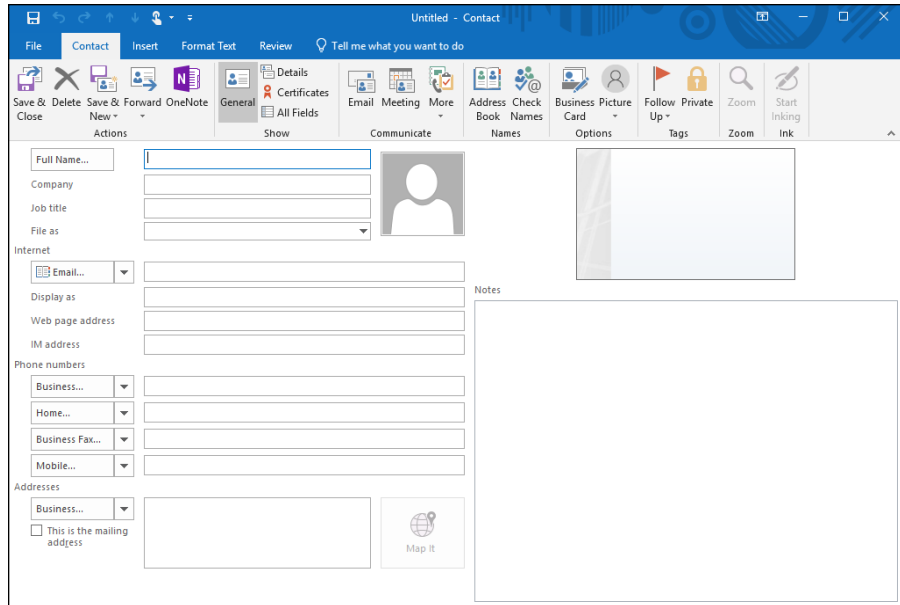 Untitled - Contact
File Contact Insert Format Text Review Tell me what you want to do
Save & Close
Delete
Save & New
Forward
OneNote
Actions
General
Details
Certificates
All Fields
Show
Email
Meeting
More
Communicate
Address Book
Check Names
Names
Business Card
Picture
Options
Follow Up
Private
Tags
Zoom
Zoom
Start Inking
Ink
Full Name...
Company
Job title
File as
Internet
Email...
Display as
Web page address
IM address
Phone numbers
Business...
Home...
Business Fax...
Mobile...
Addresses
Business...
This is the mailing
address
Map It
Notes